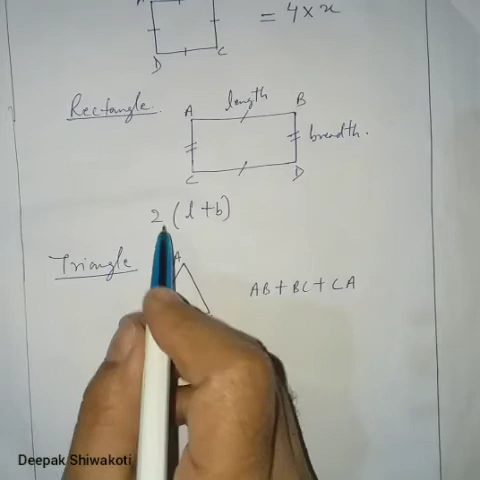 = 4 × x
D C
Rectangle.
length
A B
breadth.
C D
2 (l + b)
Triangle
A
AB + BC + CA
Deepak Shiwakoti